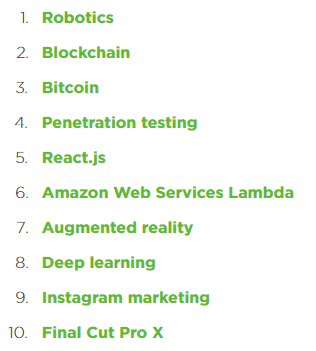 1. Robotics
2. Blockchain
3. Bitcoin
4. Penetration testing
5. React.js
6. Amazon Web Services Lambda
7. Augmented reality
8. Deep learning
9. Instagram marketing
10. Final Cut Pro X